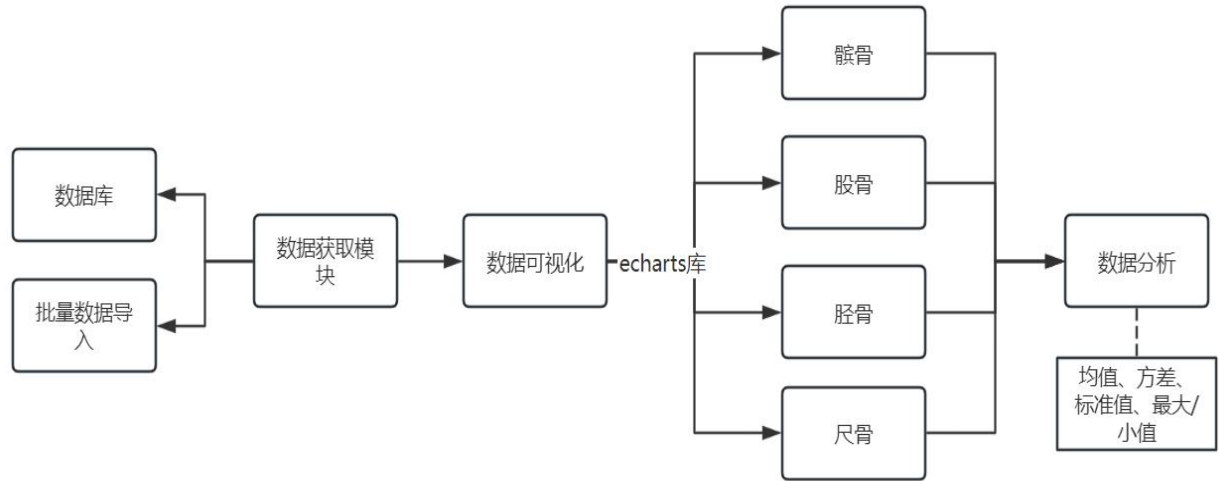 髌骨
数据库
股骨
数据获取模
块
数据可视化
echarts库
数据分析
批量数据导
入
胫骨
均值、方差、
标准值、最大/
小值
尺骨